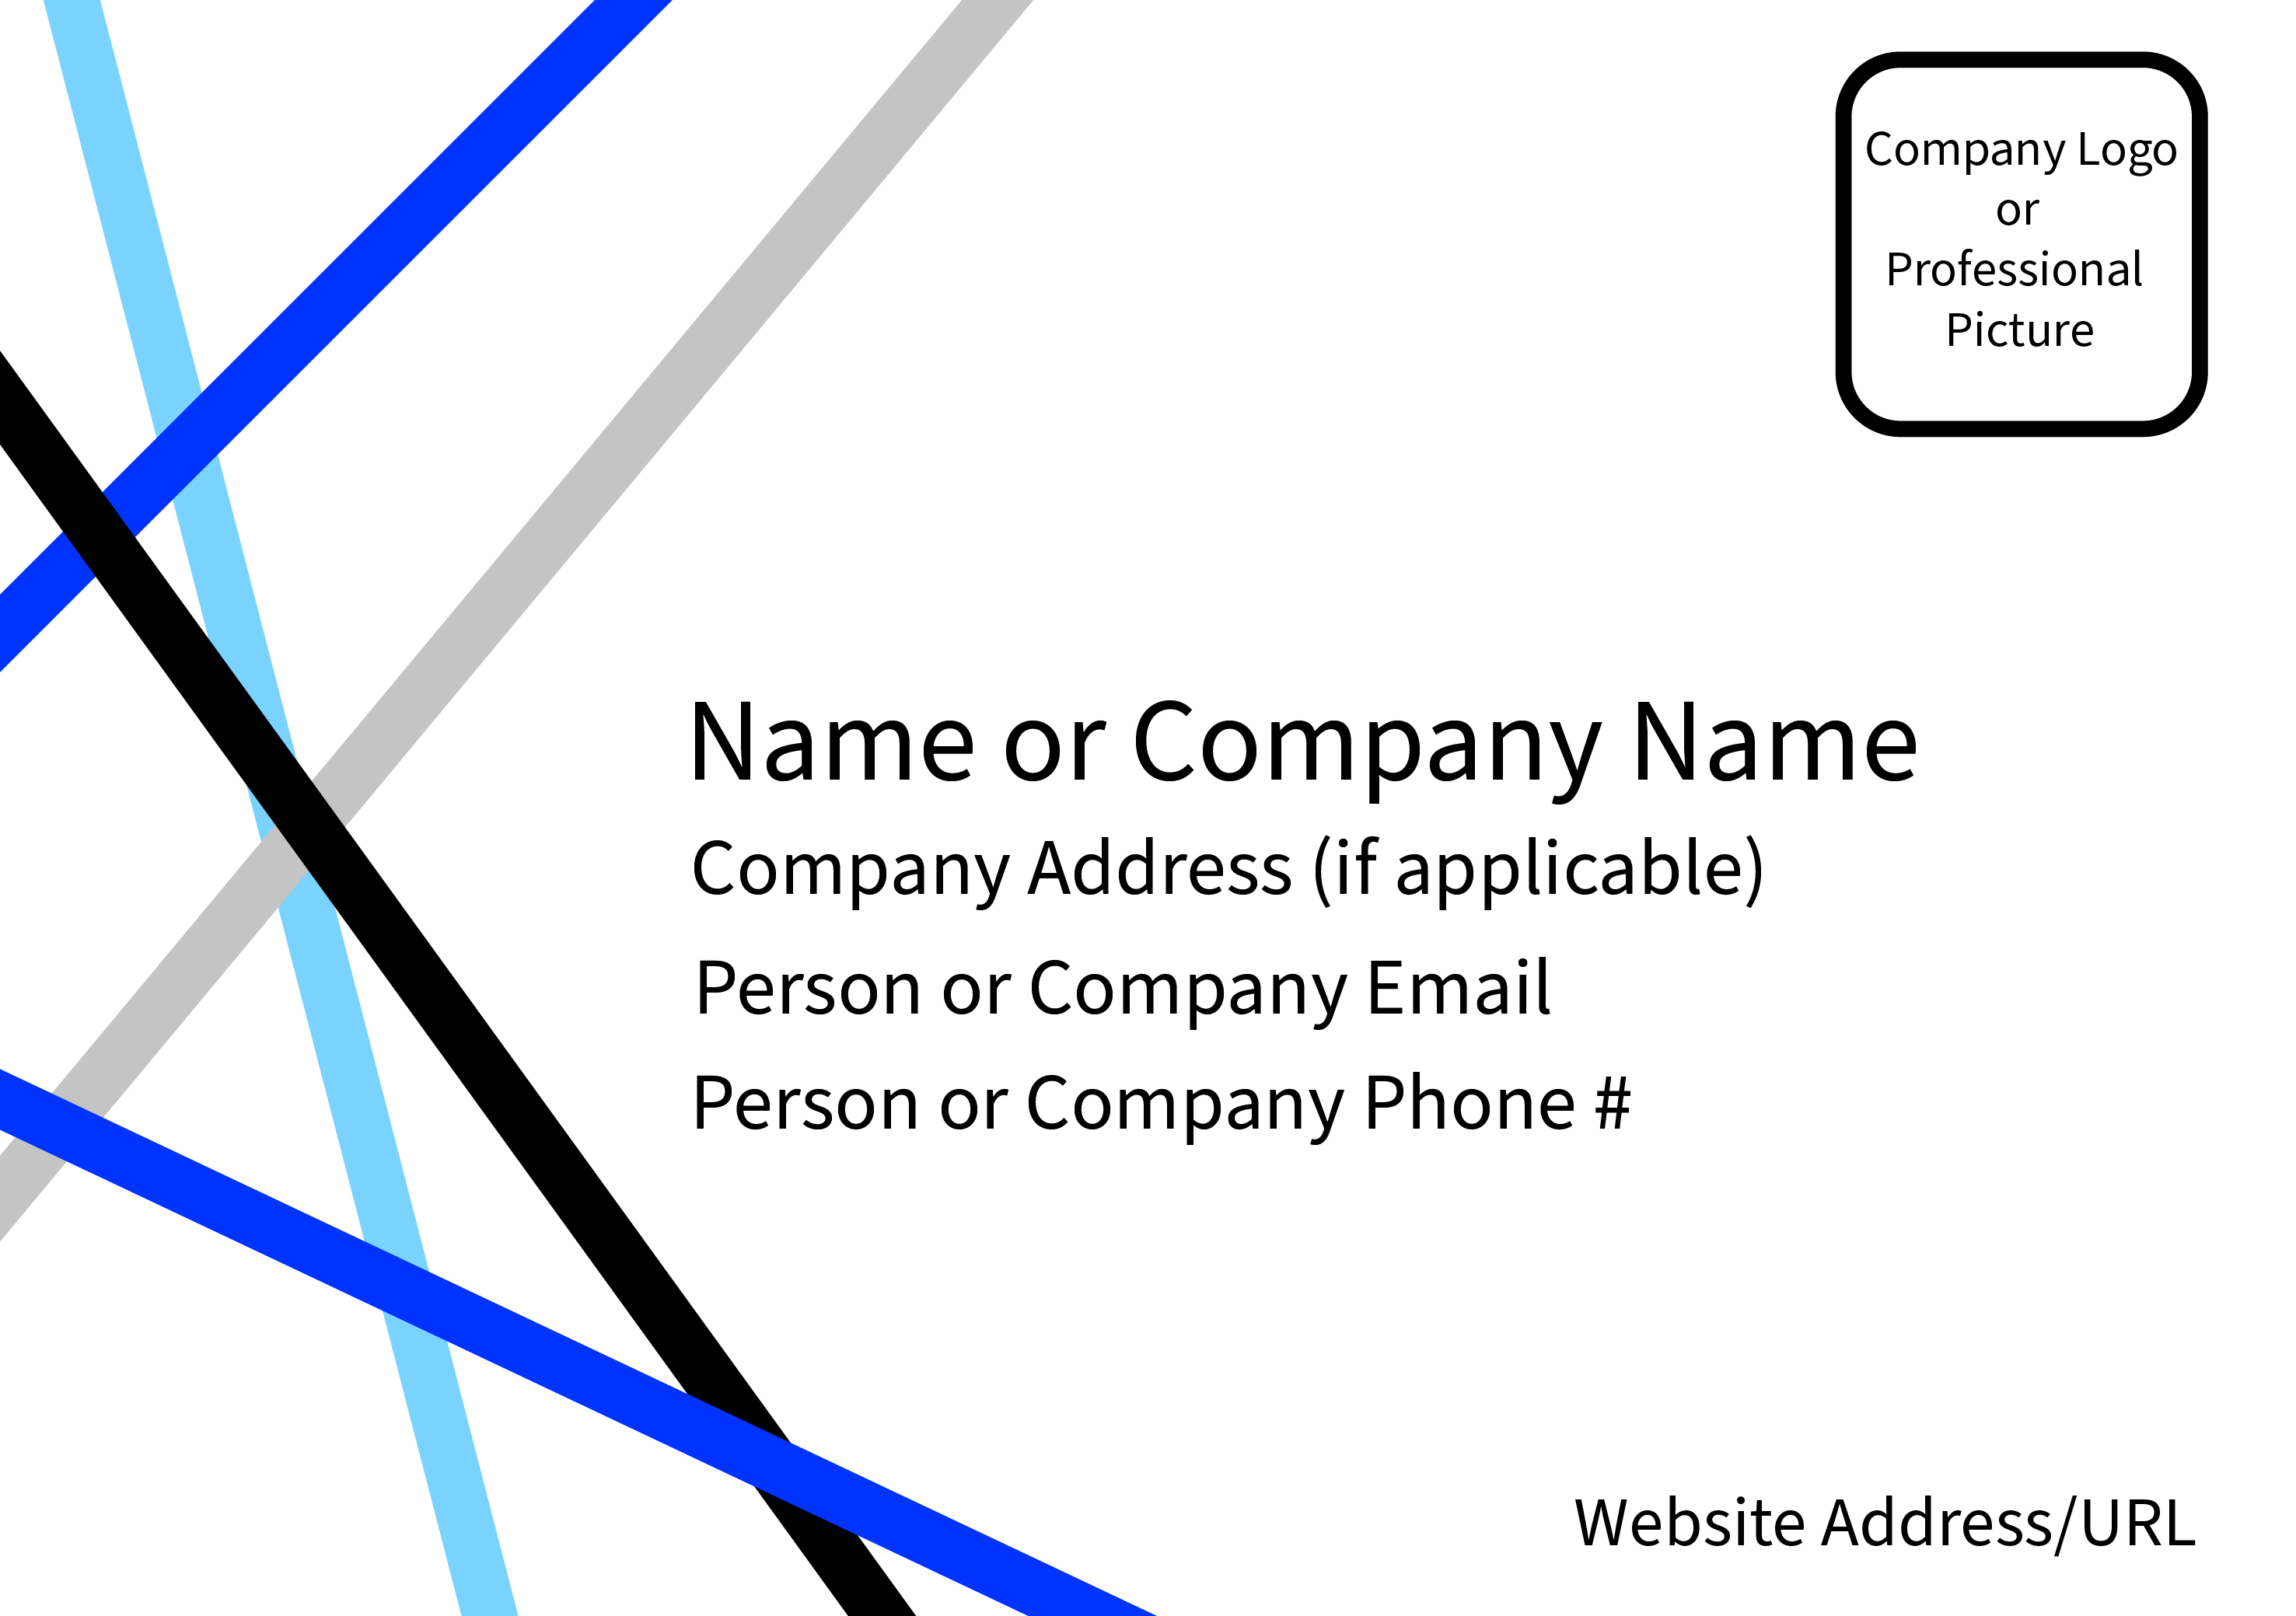 Company Logo
or
Professional
Picture
Name or Company Name
Company Address (if applicable)
Person or Company Email
Person or Company Phone #
Website Address/URL